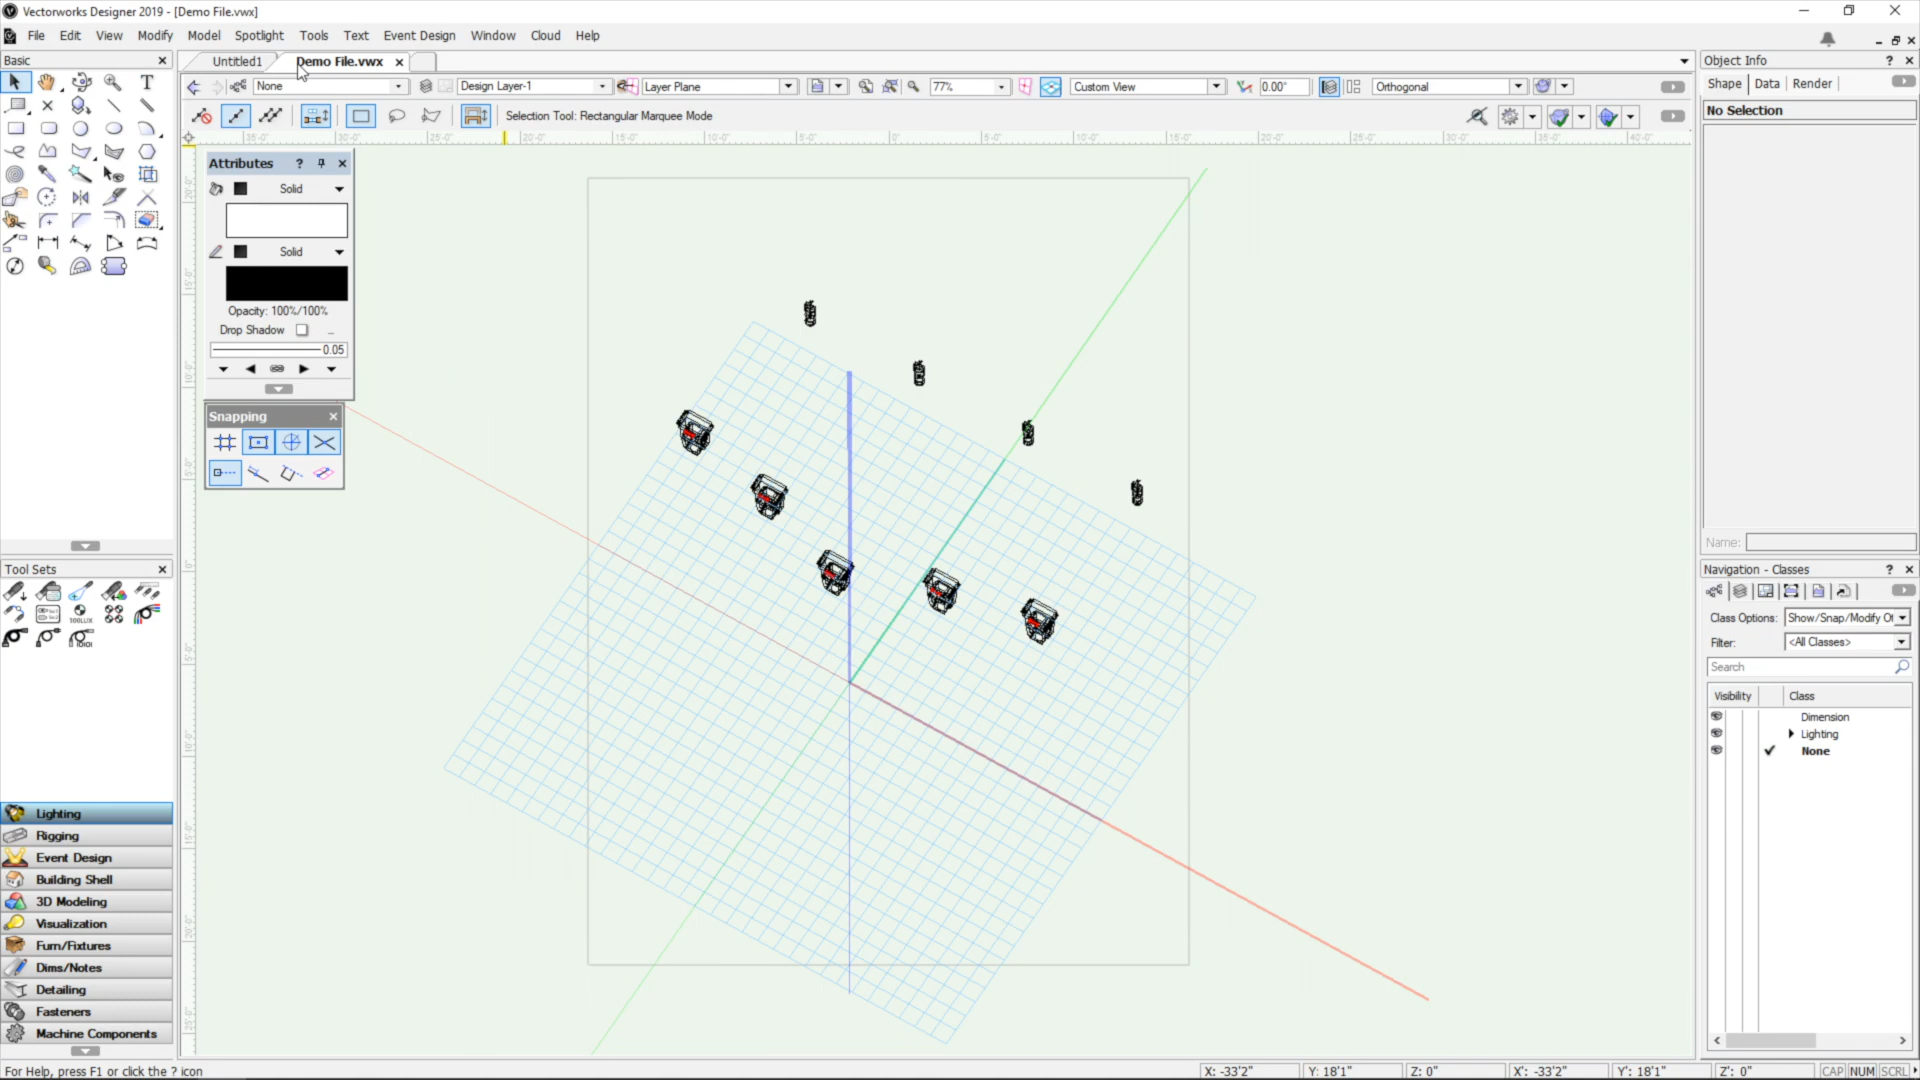 Vectorworks Designer 2019 - [Demo File.vwx]
File Edit View Modify Model Spotlight Tools Text Event Design Window Cloud Help
Basic
Untitled1
Demo File.vwx
Object Info
None
Design Layer-1
Layer Plane
77%
Custom View
0.00°
Orthogonal
Shape
Data
Render
Selection Tool: Rectangular Marquee Mode
No Selection
Attributes
Solid
Solid
Opacity: 100%/100%
Drop Shadow
0.05
Snapping
Name:
Tool Sets
100LUX
Navigation - Classes
Class Options: Show/Snap/Modify Ot
Filter: <All Classes>
Search
Visibility
Class
Dimension
Lighting
None
Lighting
Rigging
Event Design
Building Shell
3D Modeling
Visualization
Furn/Fixtures
Dims/Notes
Detailing
Fasteners
Machine Components
For Help, press F1 or click the ? icon
X: -33'2"
Y: 18'1"
Z: 0"
X': -33'2"
Y': 18'1"
Z': 0"
CAP NUM SCRL